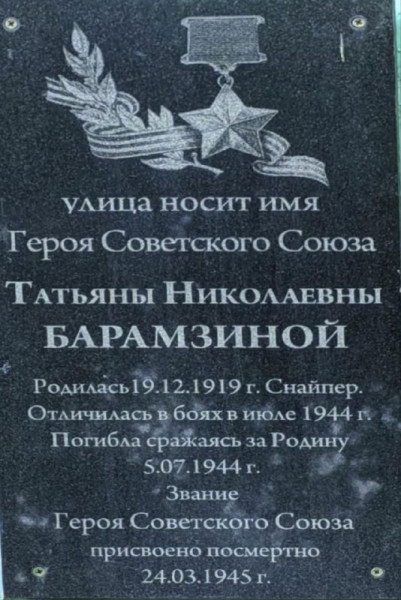 улица носит имя
Героя Советского Союза
Татьяны Николаевны
БАРАМЗИНОЙ
Родилась19.12.1919 г. Снайпер.
Отличилась в боях в июле 1944 г.
Погибла сражаясь за Родину
5.07.1944 г.
Звание
Героя Советского Союза
присвоено посмертно
24.03.1945 г.